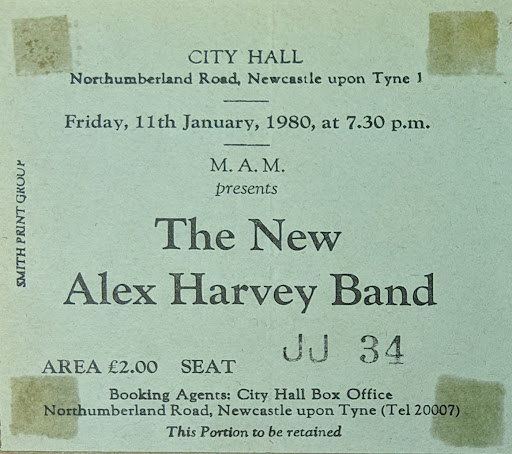 CITY HALL
Northumberland Road, Newcastle upon Tyne 1
Friday, 11th January, 1980, at 7.30 p.m.
M. A. M.
presents
The New
Alex Harvey Band
AREA £2.00 SEAT JJ 34
Booking Agents: City Hall Box Office
Northumberland Road, Newcastle upon Tyne (Tel 20007)
This Portion to be retained
SMITH PRINT GROUP